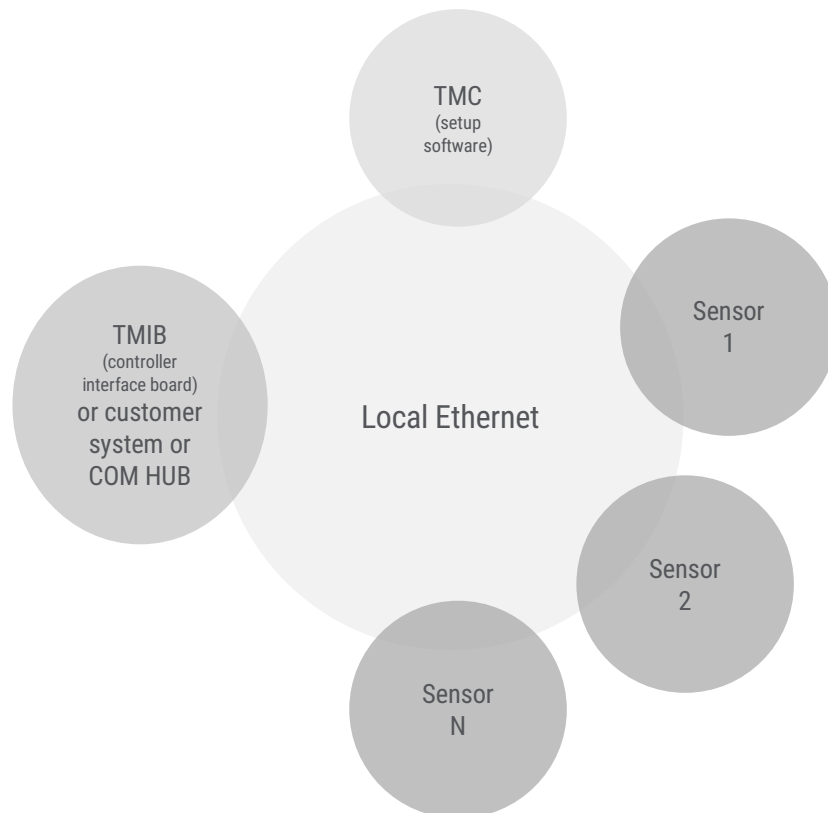 TMC
(setup
software)
Sensor
1
TMIB
(controller
interface board)
or customer
system or
COM HUB
Local Ethernet
Sensor
2
Sensor
N